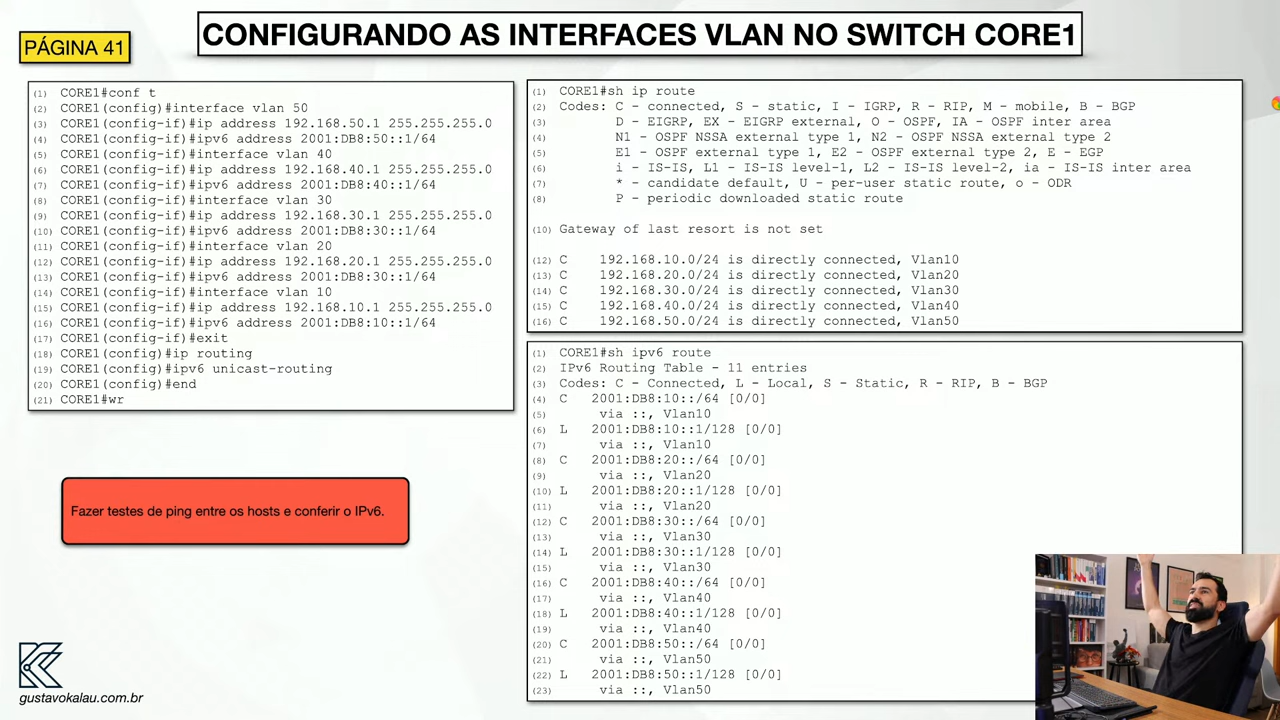 PÁGINA 41
CONFIGURANDO AS INTERFACES VLAN NO SWITCH CORE1
(1) CORE1#conf t
(2) CORE1(config)#interface vlan 50
(3) CORE1(config-if)#ip address 192.168.50.1 255.255.255.0
(4) CORE1(config-if)#ipv6 address 2001:DB8:50::1/64
(5) CORE1(config-if)#interface vlan 40
(6) CORE1(config-if)#ip address 192.168.40.1 255.255.255.0
(7) CORE1(config-if)#ipv6 address 2001:DB8:40::1/64
(8) CORE1(config-if)#interface vlan 30
(9) CORE1(config-if)#ip address 192.168.30.1 255.255.255.0
(10) CORE1(config-if)#ipv6 address 2001:DB8:30::1/64
(11) CORE1(config-if)#interface vlan 20
(12) CORE1(config-if)#ip address 192.168.20.1 255.255.255.0
(13) CORE1(config-if)#ipv6 address 2001:DB8:30::1/64
(14) CORE1(config-if)#interface vlan 10
(15) CORE1(config-if)#ip address 192.168.10.1 255.255.255.0
(16) CORE1(config-if)#ipv6 address 2001:DB8:10::1/64
(17) CORE1(config-if)#exit
(18) CORE1(config)#ip routing
(19) CORE1(config)#ipv6 unicast-routing
(20) CORE1(config)#end
(21) CORE1#wr
Fazer testes de ping entre os hosts e conferir o IPv6.
(1) CORE1#sh ip route
(2) Codes: C - connected, S - static, I - IGRP, R - RIP, M - mobile, B - BGP
(3) D - EIGRP, EX - EIGRP external, O - OSPF, IA - OSPF inter area
(4) N1 - OSPF NSSA external type 1, N2 - OSPF NSSA external type 2
(5) E1 - OSPF external type 1, E2 - OSPF external type 2, E - EGP
(6) i - IS-IS, L1 - IS-IS level-1, L2 - IS-IS level-2, ia - IS-IS inter area
(7) * - candidate default, U - per-user static route, o - ODR
(8) P - periodic downloaded static route
(10) Gateway of last resort is not set
(12) C 192.168.10.0/24 is directly connected, Vlan10
(13) C 192.168.20.0/24 is directly connected, Vlan20
(14) C 192.168.30.0/24 is directly connected, Vlan30
(15) C 192.168.40.0/24 is directly connected, Vlan40
(16) C 192.168.50.0/24 is directly connected, Vlan50
(1) CORE1#sh ipv6 route
(2) IPv6 Routing Table - 11 entries
(3) Codes: C - Connected, L - Local, S - Static, R - RIP, B - BGP
(4) C 2001:DB8:10::/64 [0/0]
(5) via ::, Vlan10
(6) L 2001:DB8:10::1/128 [0/0]
(7) via ::, Vlan10
(8) C 2001:DB8:20::/64 [0/0]
(9) via ::, Vlan20
(10) L 2001:DB8:20::1/128 [0/0]
(11) via ::, Vlan20
(12) C 2001:DB8:30::/64 [0/0]
(13) via ::, Vlan30
(14) L 2001:DB8:30::1/128 [0/0]
(15) via ::, Vlan30
(16) C 2001:DB8:40::/64 [0/0]
(17) via ::, Vlan40
(18) L 2001:DB8:40::1/128 [0/0]
(19) via ::, Vlan40
(20) C 2001:DB8:50::/64 [0/0]
(21) via ::, Vlan50
(22) L 2001:DB8:50::1/128 [0/0]
(23) via ::, Vlan50
gustavokalau.com.br